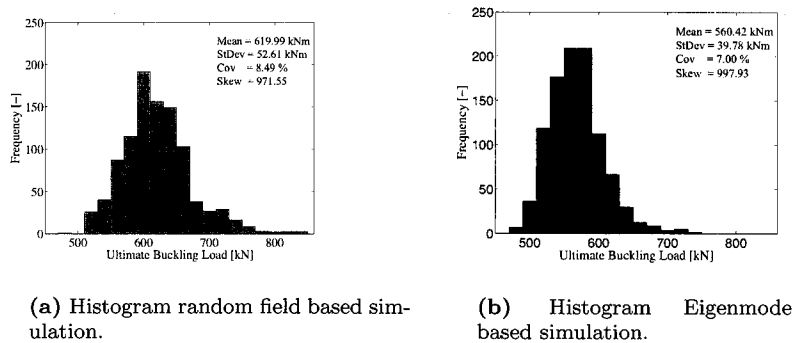 250
200
150
100
50
0
Frequency [−]
Mean = 619.99 kNm
StDev = 52.61 kNm
Cov = 8.49 %
Skew = 971.55
500 600 700 800
Ultimate Buckling Load [kN]
(a) Histogram random field based sim-
ulation.
250
200
150
100
50
0
Frequency [−]
Mean = 560.42 kNm
StDev = 39.78 kNm
Cov = 7.00 %
Skew = 997.93
500 600 700 800
Ultimate Buckling Load [kN]
(b) Histogram Eigenmode
based simulation.